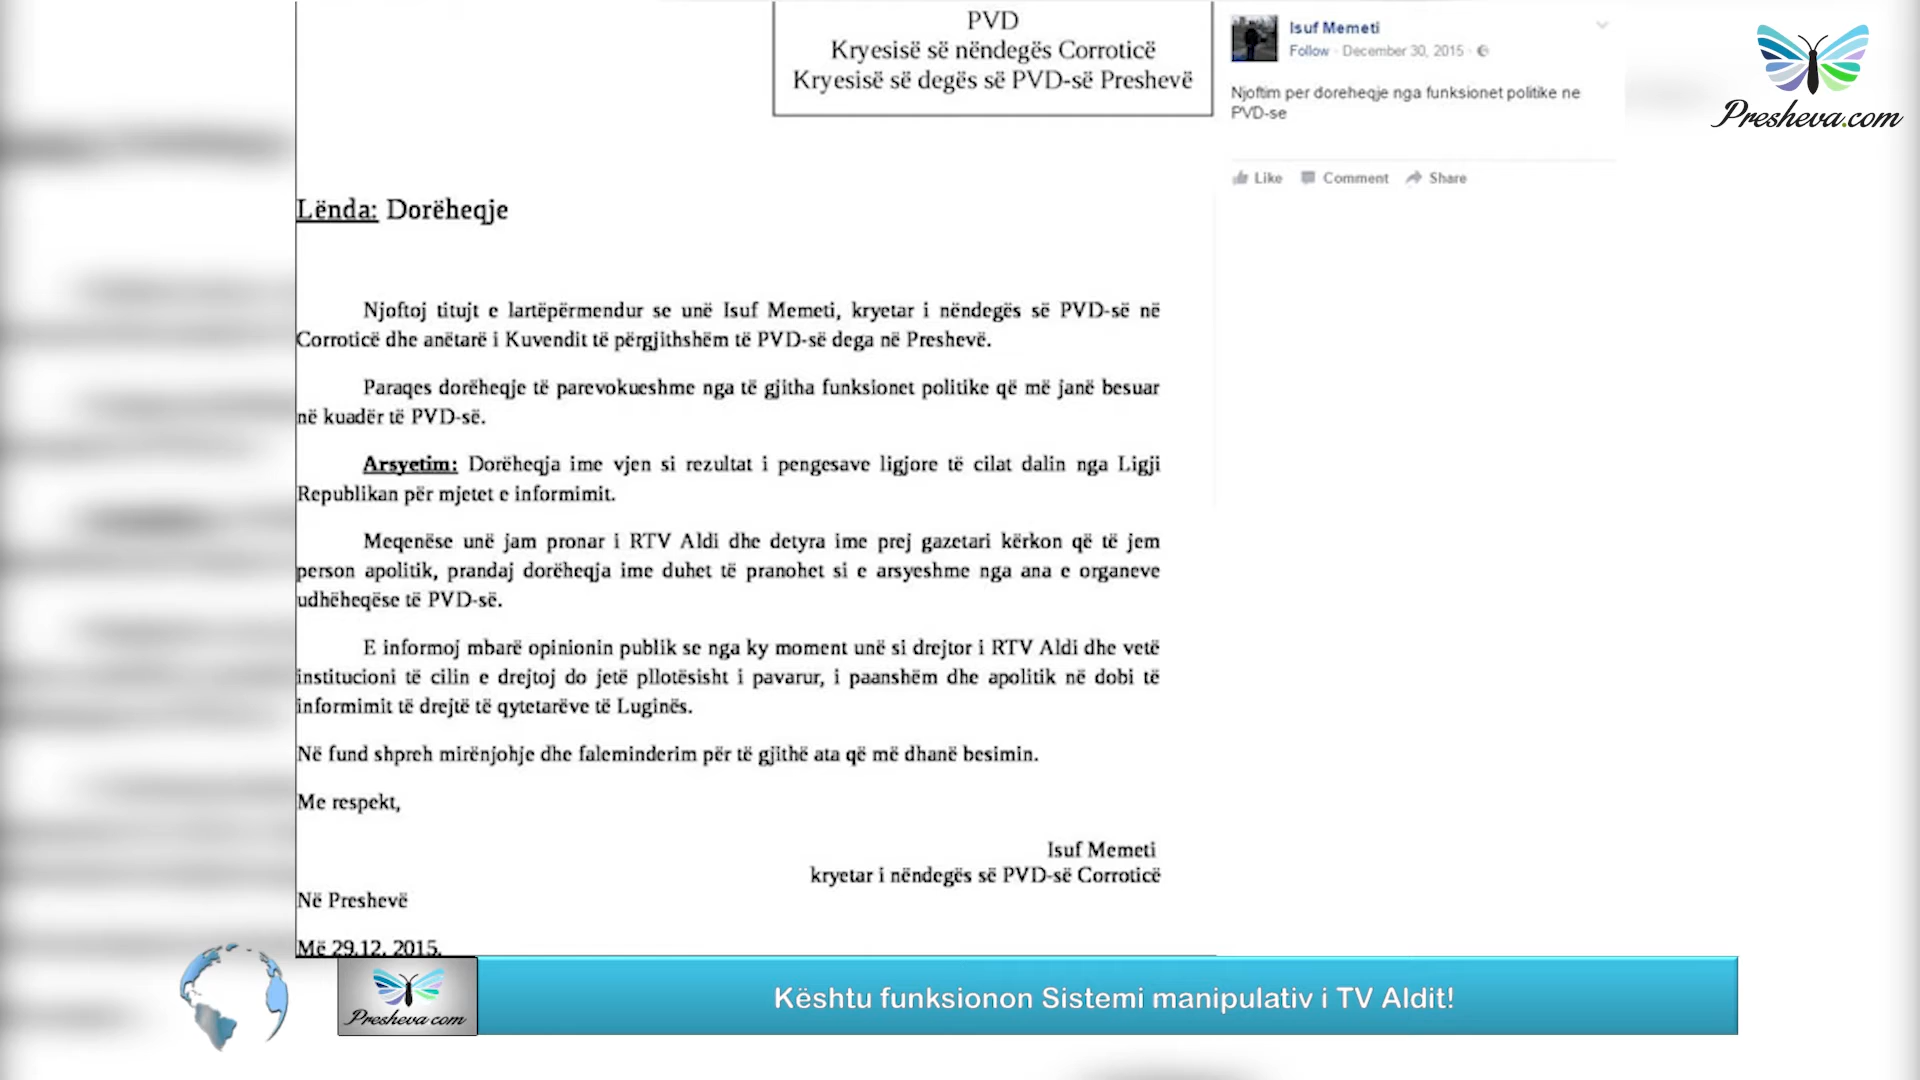 PVD
Kryesisë së nëndegës Corroticë
Kryesisë së degës së PVD-së Preshevë
Isuf Memeti
Follow · December 30, 2015 ·
Njoftim per doreheqje nga funksionet politike ne
PVD-se
Like Comment Share
Presheva.com
Lënda: Dorëheqje
Njoftoj titujt e lartëpërmendur se unë Isuf Memeti, kryetar i nëndegës së PVD-së në
Corroticë dhe anëtarë i Kuvendit të përgjithshëm të PVD-së dega në Preshevë.
Paraqes dorëheqje të parevokueshme nga të gjitha funksionet politike që më janë besuar
në kuadër të PVD-së.
Arsyetim: Dorëheqja ime vjen si rezultat i pengesave ligjore të cilat dalin nga Ligji
Republikan për mjetet e informimit.
Meqenëse unë jam pronar i RTV Aldi dhe detyra ime prej gazetari kërkon që të jem
person apolitik, prandaj dorëheqja ime duhet të pranohet si e arsyeshme nga ana e organeve
udhëheqëse të PVD-së.
E informoj mbarë opinionin publik se nga ky moment unë si drejtor i RTV Aldi dhe vetë
institucioni të cilin e drejtoj do jetë pllotësisht i pavarur, i paanshëm dhe apolitik në dobi të
informimit të drejtë të qytetarëve të Luginës.
Në fund shpreh mirënjohje dhe faleminderim për të gjithë ata që më dhanë besimin.
Me respekt,
Isuf Memeti
kryetar i nëndegës së PVD-së Corroticë
Në Preshevë
Më 29.12. 2015.
Presheva.com
Kështu funksionon Sistemi manipulativ i TV Aldit!